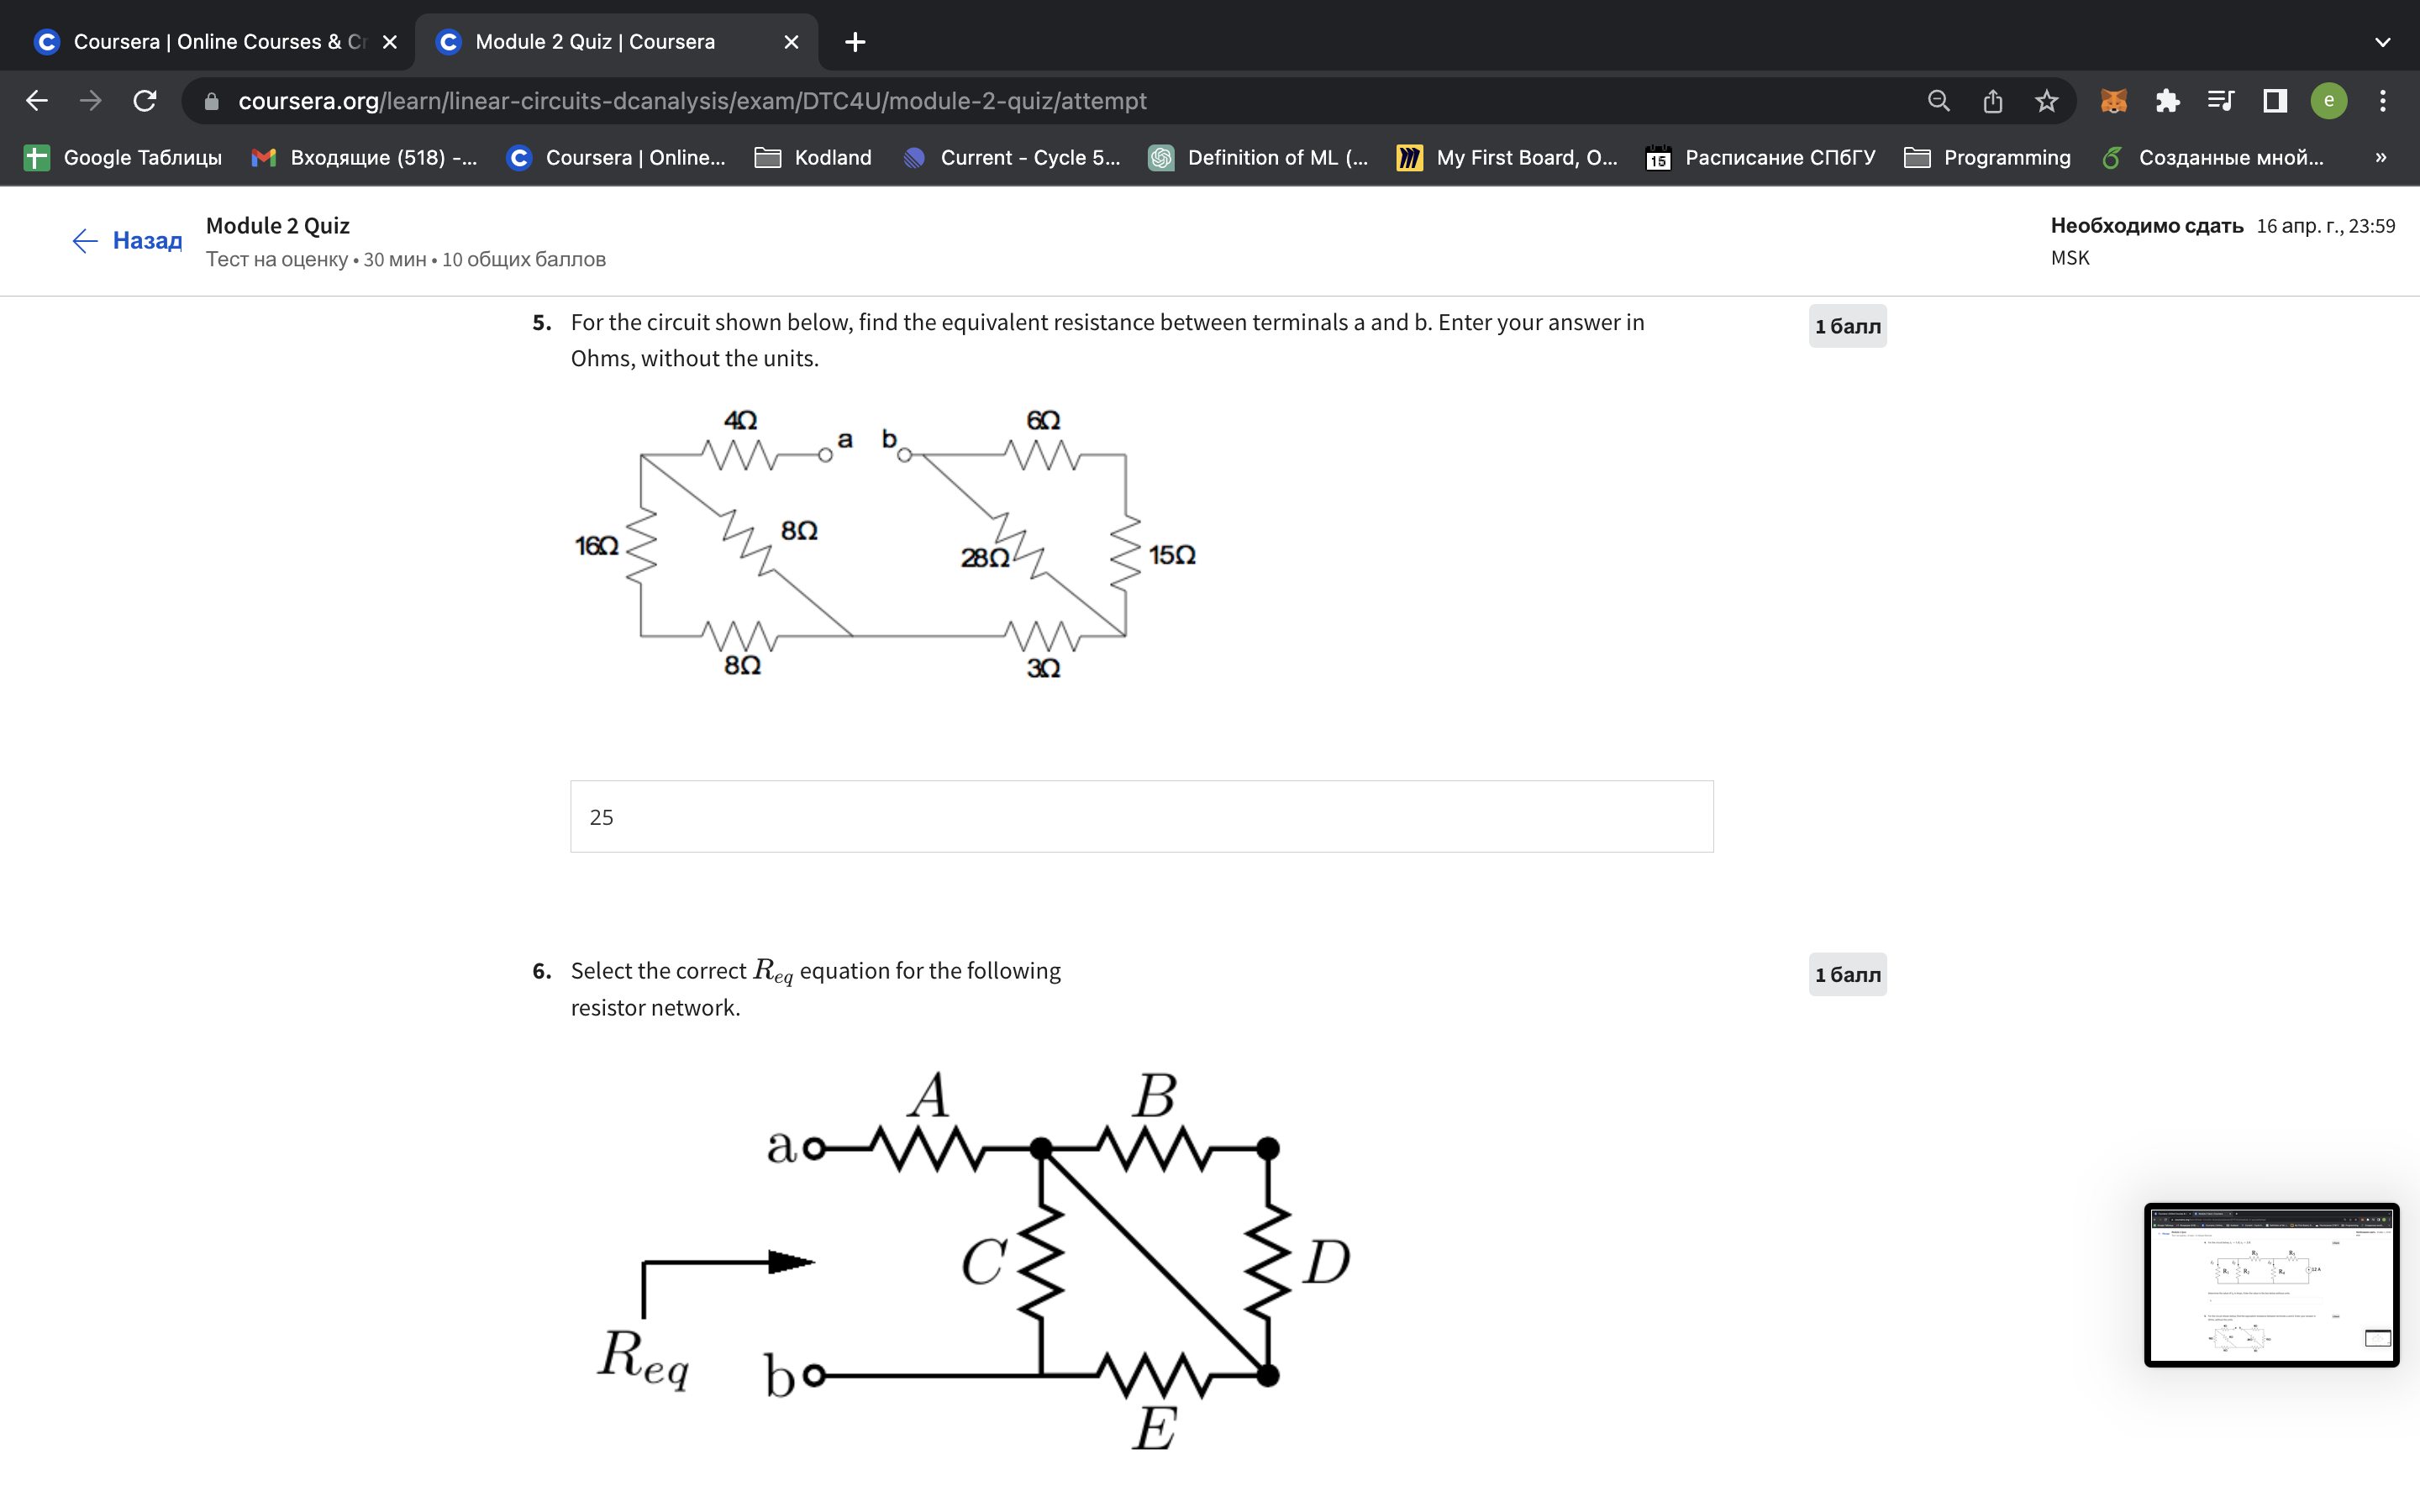 Coursera | Online Courses & Cr
Module 2 Quiz | Coursera
coursera.org/learn/linear-circuits-dcanalysis/exam/DTC4U/module-2-quiz/attempt
e
Google Таблицы
Входящие (518) -...
Coursera | Online...
Kodland
Current - Cycle 5...
Definition of ML (...
My First Board, O...
15
Расписание СПбГУ
Programming
Созданные мной...
»
Назад
Module 2 Quiz
Тест на оценку • 30 мин • 10 общих баллов
Необходимо сдать 16 апр. г., 23:59
MSK
5. For the circuit shown below, find the equivalent resistance between terminals a and b. Enter your answer in
Ohms, without the units.
1 балл
4Ω
a b
6Ω
16Ω
8Ω
28Ω
15Ω
8Ω
3Ω
25
6. Select the correct R_eq equation for the following
resistor network.
1 балл
A
B
a
C
D
R_eq
b
E